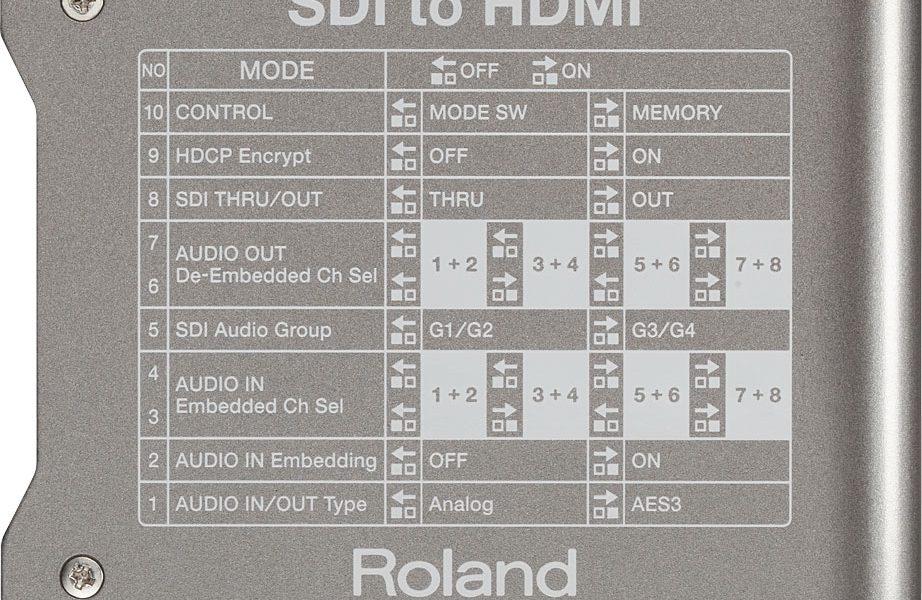 SDI to HDMI
NO MODE OFF ON
10 CONTROL MODE SW MEMORY
9 HDCP Encrypt OFF ON
8 SDI THRU/OUT THRU OUT
7
AUDIO OUT
De-Embedded Ch Sel
6
1 + 2 3 + 4 5 + 6 7 + 8
5 SDI Audio Group G1/G2 G3/G4
4
AUDIO IN
Embedded Ch Sel
3
1 + 2 3 + 4 5 + 6 7 + 8
2 AUDIO IN Embedding OFF ON
1 AUDIO IN/OUT Type Analog AES3
Roland